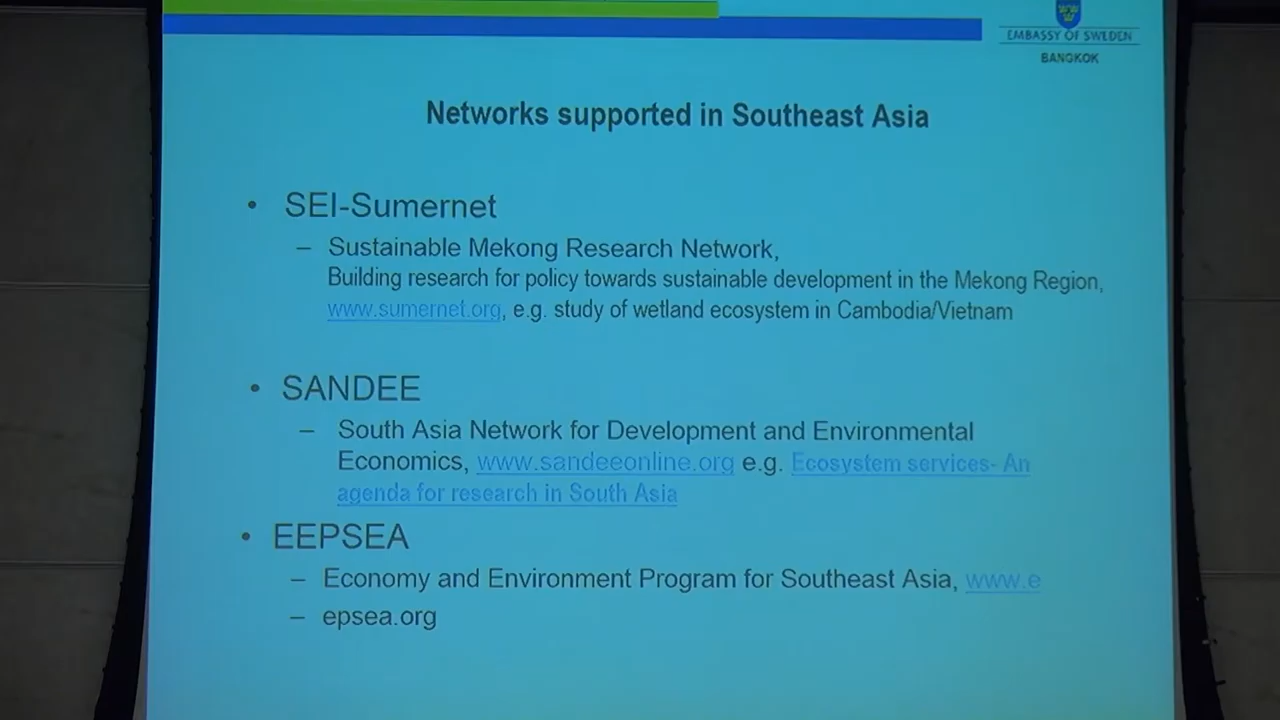 EMBASSY OF SWEDEN
BANGKOK
Networks supported in Southeast Asia
• SEI-Sumernet
– Sustainable Mekong Research Network,
Building research for policy towards sustainable development in the Mekong Region,
www.sumernet.org, e.g. study of wetland ecosystem in Cambodia/Vietnam
• SANDEE
– South Asia Network for Development and Environmental
Economics, www.sandeeonline.org e.g. Ecosystem services- An
agenda for research in South Asia
• EEPSEA
– Economy and Environment Program for Southeast Asia, www.e
– epsea.org